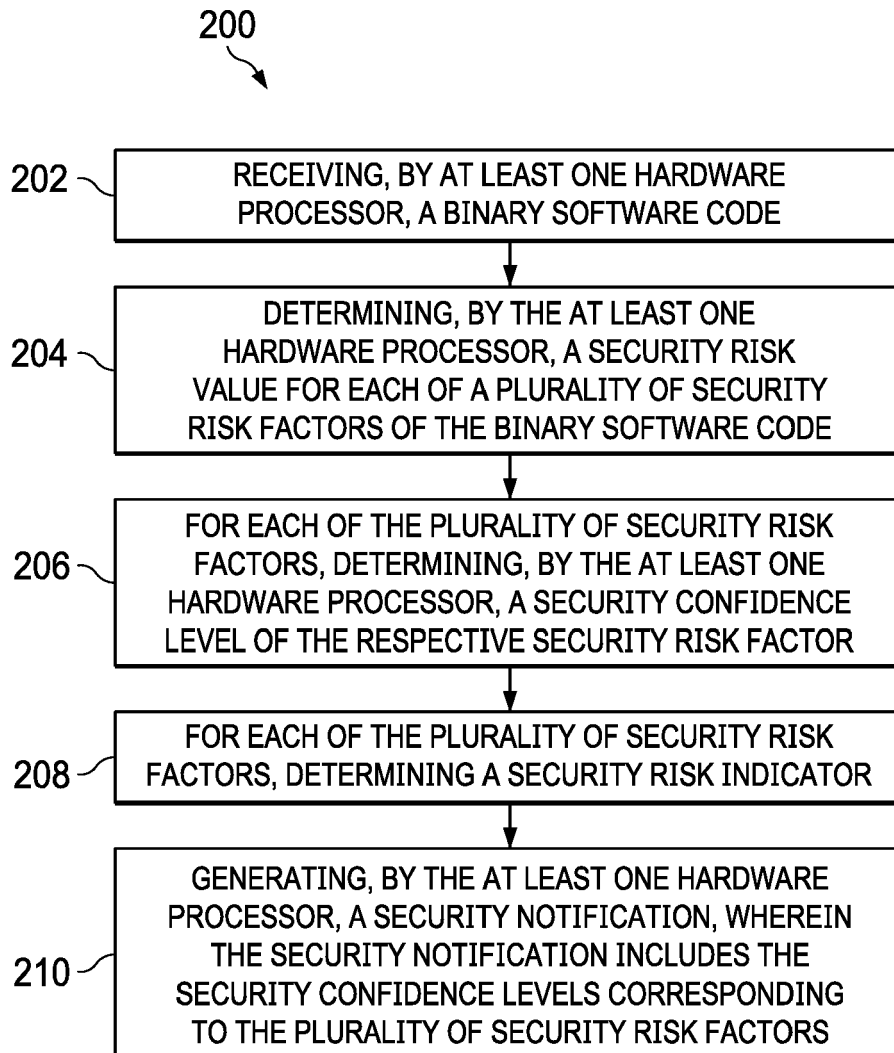 200
202
RECEIVING, BY AT LEAST ONE HARDWARE
PROCESSOR, A BINARY SOFTWARE CODE
204
DETERMINING, BY THE AT LEAST ONE
HARDWARE PROCESSOR, A SECURITY RISK
VALUE FOR EACH OF A PLURALITY OF SECURITY
RISK FACTORS OF THE BINARY SOFTWARE CODE
206
FOR EACH OF THE PLURALITY OF SECURITY RISK
FACTORS, DETERMINING, BY THE AT LEAST ONE
HARDWARE PROCESSOR, A SECURITY CONFIDENCE
LEVEL OF THE RESPECTIVE SECURITY RISK FACTOR
208
FOR EACH OF THE PLURALITY OF SECURITY RISK
FACTORS, DETERMINING A SECURITY RISK INDICATOR
210
GENERATING, BY THE AT LEAST ONE HARDWARE
PROCESSOR, A SECURITY NOTIFICATION, WHEREIN
THE SECURITY NOTIFICATION INCLUDES THE
SECURITY CONFIDENCE LEVELS CORRESPONDING
TO THE PLURALITY OF SECURITY RISK FACTORS